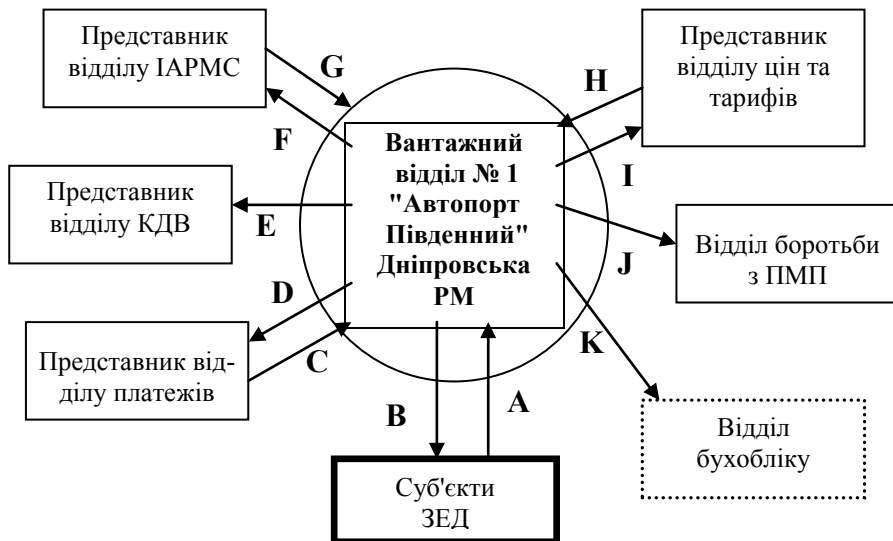 Представник
відділу ІАРМС
G
F
Представник
відділу цін та
тарифів
H
I
Вантажний
відділ № 1
"Автопорт
Південний"
Дніпровська
РМ
Представник
відділу КДВ
E
J
Відділ боротьби
з ПМП
D
C
Представник від-
ділу платежів
K
B
A
Відділ
бухобліку
Суб'єкти
ЗЕД